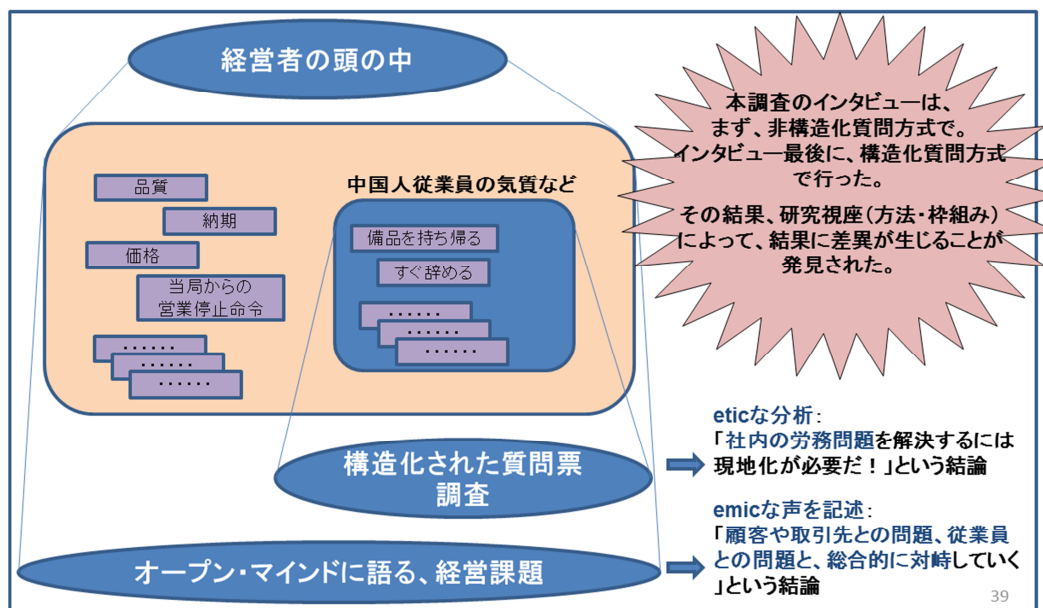 経営者の頭の中
本調査のインタビューは、
まず、非構造化質問方式で。
インタビュー最後に、構造化質問方式
で行った。
その結果、研究視座(方法・枠組み)
によって、結果に差異が生じることが
発見された。
品質
納期
価格
当局からの
営業停止命令
‥‥‥
‥‥‥
‥‥‥
中国人従業員の気質など
備品を持ち帰る
すぐ辞める
‥‥‥
‥‥‥
‥‥‥
構造化された質問票
調査
eticな分析:
「社内の労務問題を解決するには
現地化が必要だ!」という結論
オープン・マインドに語る、経営課題
emicな声を記述:
「顧客や取引先との問題、従業員
との問題と、総合的に対峙していく
」という結論
39